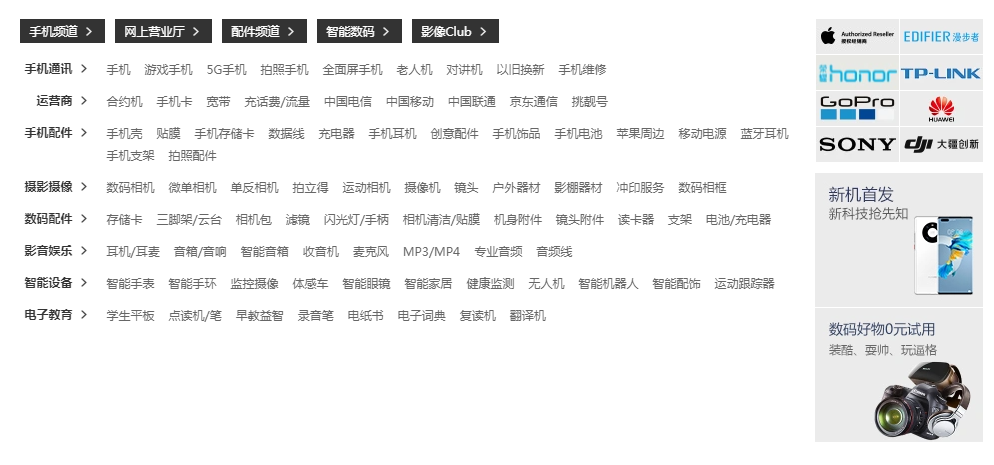 手机频道 网上营业厅 配件频道 智能数码 影像Club
手机通讯 手机 游戏手机 5G手机 拍照手机 全面屏手机 老人机 对讲机 以旧换新 手机维修
运营商 合约机 手机卡 宽带 充话费/流量 中国电信 中国移动 中国联通 京东通信 挑靓号
手机配件 手机壳 贴膜 手机存储卡 数据线 充电器 手机耳机 创意配件 手机饰品 手机电池 苹果周边 移动电源 蓝牙耳机
手机支架 拍照配件
摄影摄像 数码相机 微单相机 单反相机 拍立得 运动相机 摄像机 镜头 户外器材 影棚器材 冲印服务 数码相框
数码配件 存储卡 三脚架/云台 相机包 滤镜 闪光灯/手柄 相机清洁/贴膜 机身附件 镜头附件 读卡器 支架 电池/充电器
影音娱乐 耳机/耳麦 音箱/音响 智能音箱 收音机 麦克风 MP3/MP4 专业音频 音频线
智能设备 智能手表 智能手环 监控摄像 体感车 智能眼镜 智能家居 健康监测 无人机 智能机器人 智能配饰 运动跟踪器
电子教育 学生平板 点读机/笔 早教益智 录音笔 电纸书 电子词典 复读机 翻译机
Authorized Reseller
授权经销商
EDIFIER 漫步者
荣耀 honor
TP-LINK
GoPro
HUAWEI
SONY
dji 大疆创新
新机首发
新科技抢先知
数码好物0元试用
装酷、耍帅、玩逼格